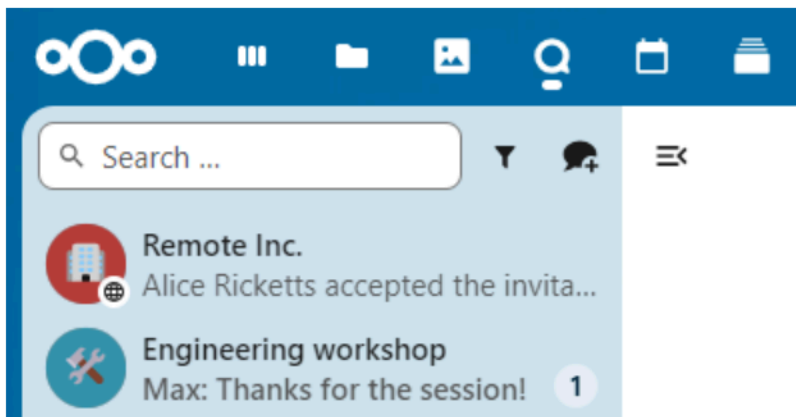 Search ...
Remote Inc.
Alice Ricketts accepted the invita...
Engineering workshop
Max: Thanks for the session! 1